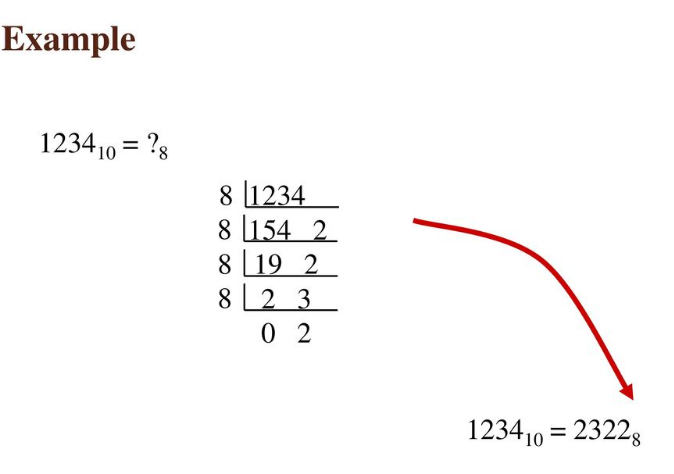 Example
1234₁₀ = ?₈
8 1234
8 154 2
8 19 2
8 2 3
0 2
1234₁₀ = 2322₈